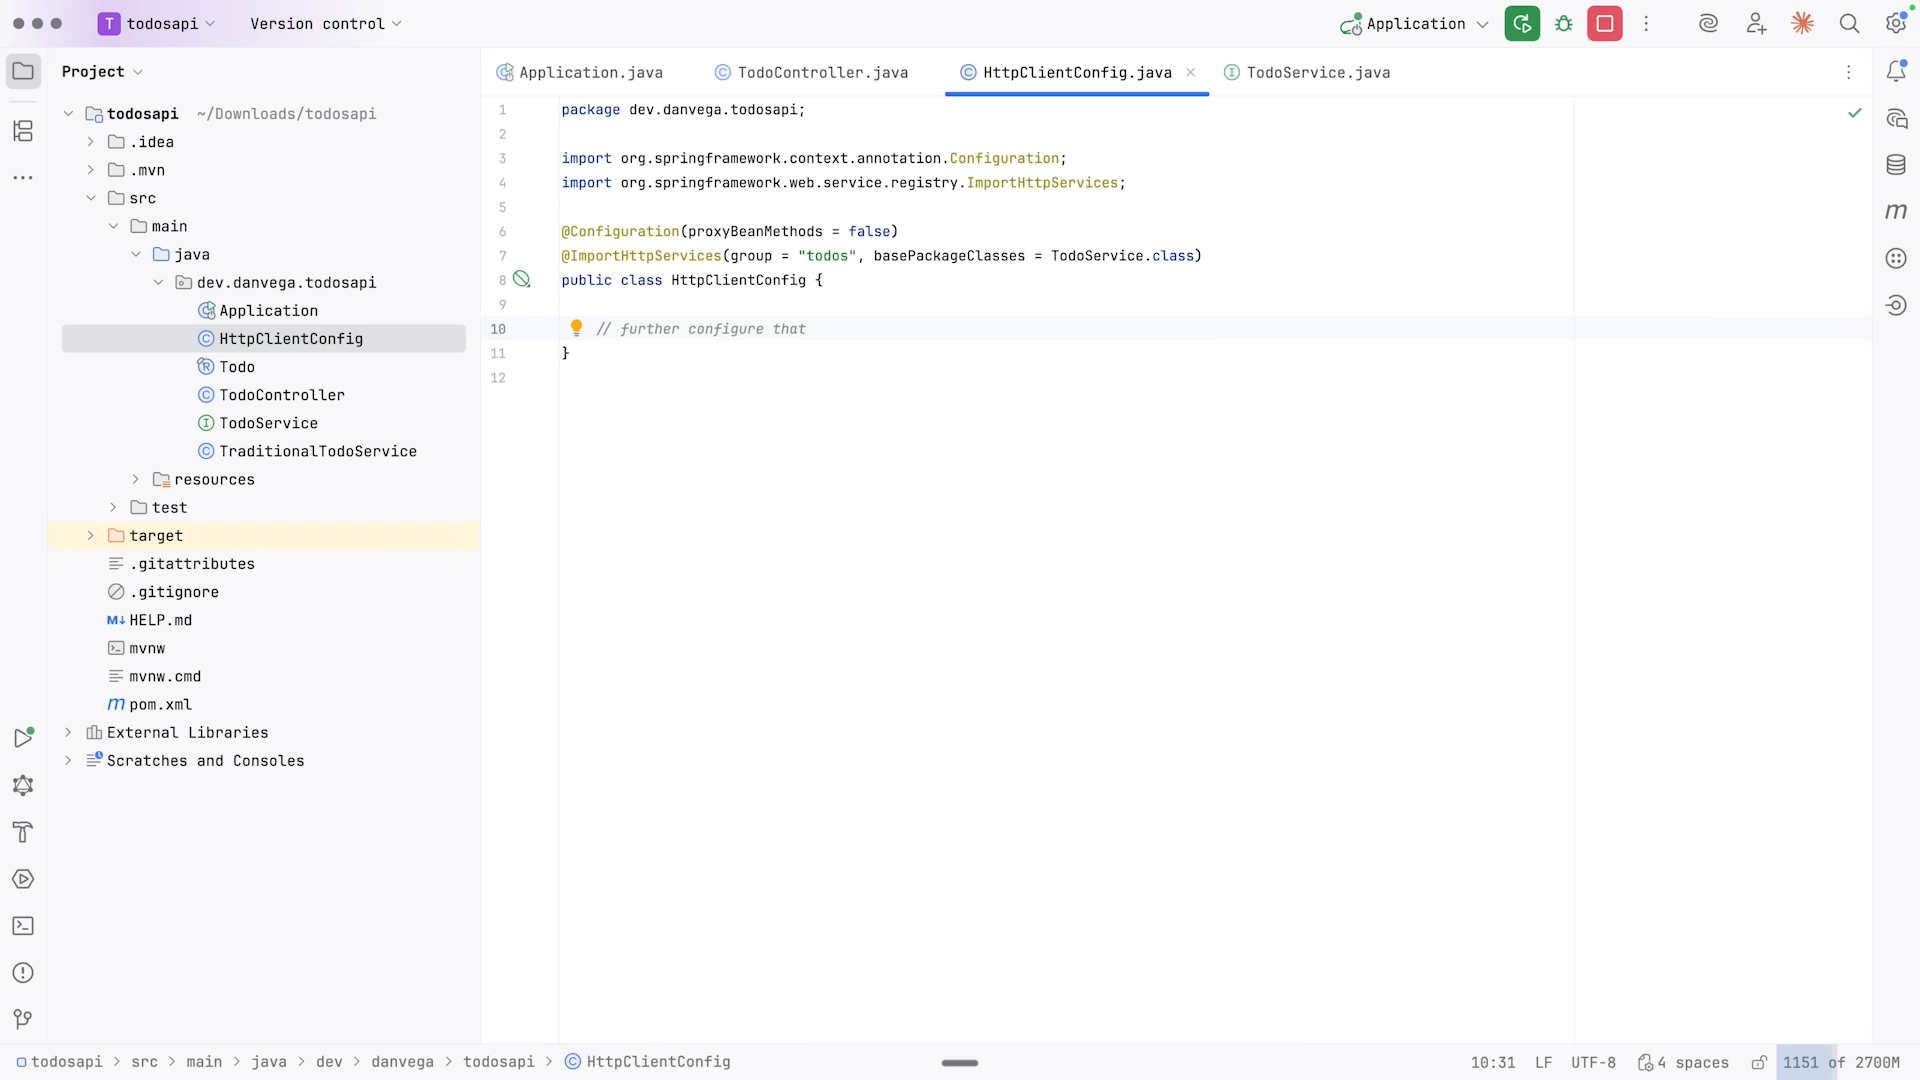 T todosapi
Version control
Application
Project
Application.java
TodoController.java
HttpClientConfig.java
TodoService.java
todosapi ~/Downloads/todosapi
.idea
.mvn
src
main
java
dev.danvega.todosapi
Application
HttpClientConfig
Todo
TodoController
TodoService
TraditionalTodoService
resources
test
target
.gitattributes
.gitignore
M↓ HELP.md
mvnw
mvnw.cmd
m pom.xml
External Libraries
Scratches and Consoles
1 package dev.danvega.todosapi;
2
3 import org.springframework.context.annotation.Configuration;
4 import org.springframework.web.service.registry.ImportHttpServices;
5
6 @Configuration(proxyBeanMethods = false)
7 @ImportHttpServices(group = "todos", basePackageClasses = TodoService.class)
8 public class HttpClientConfig {
9
10 // further configure that
11 }
12
m
todosapi > src > main > java > dev > danvega > todosapi > HttpClientConfig
10:31 LF UTF-8 4 spaces 1151 of 2700M